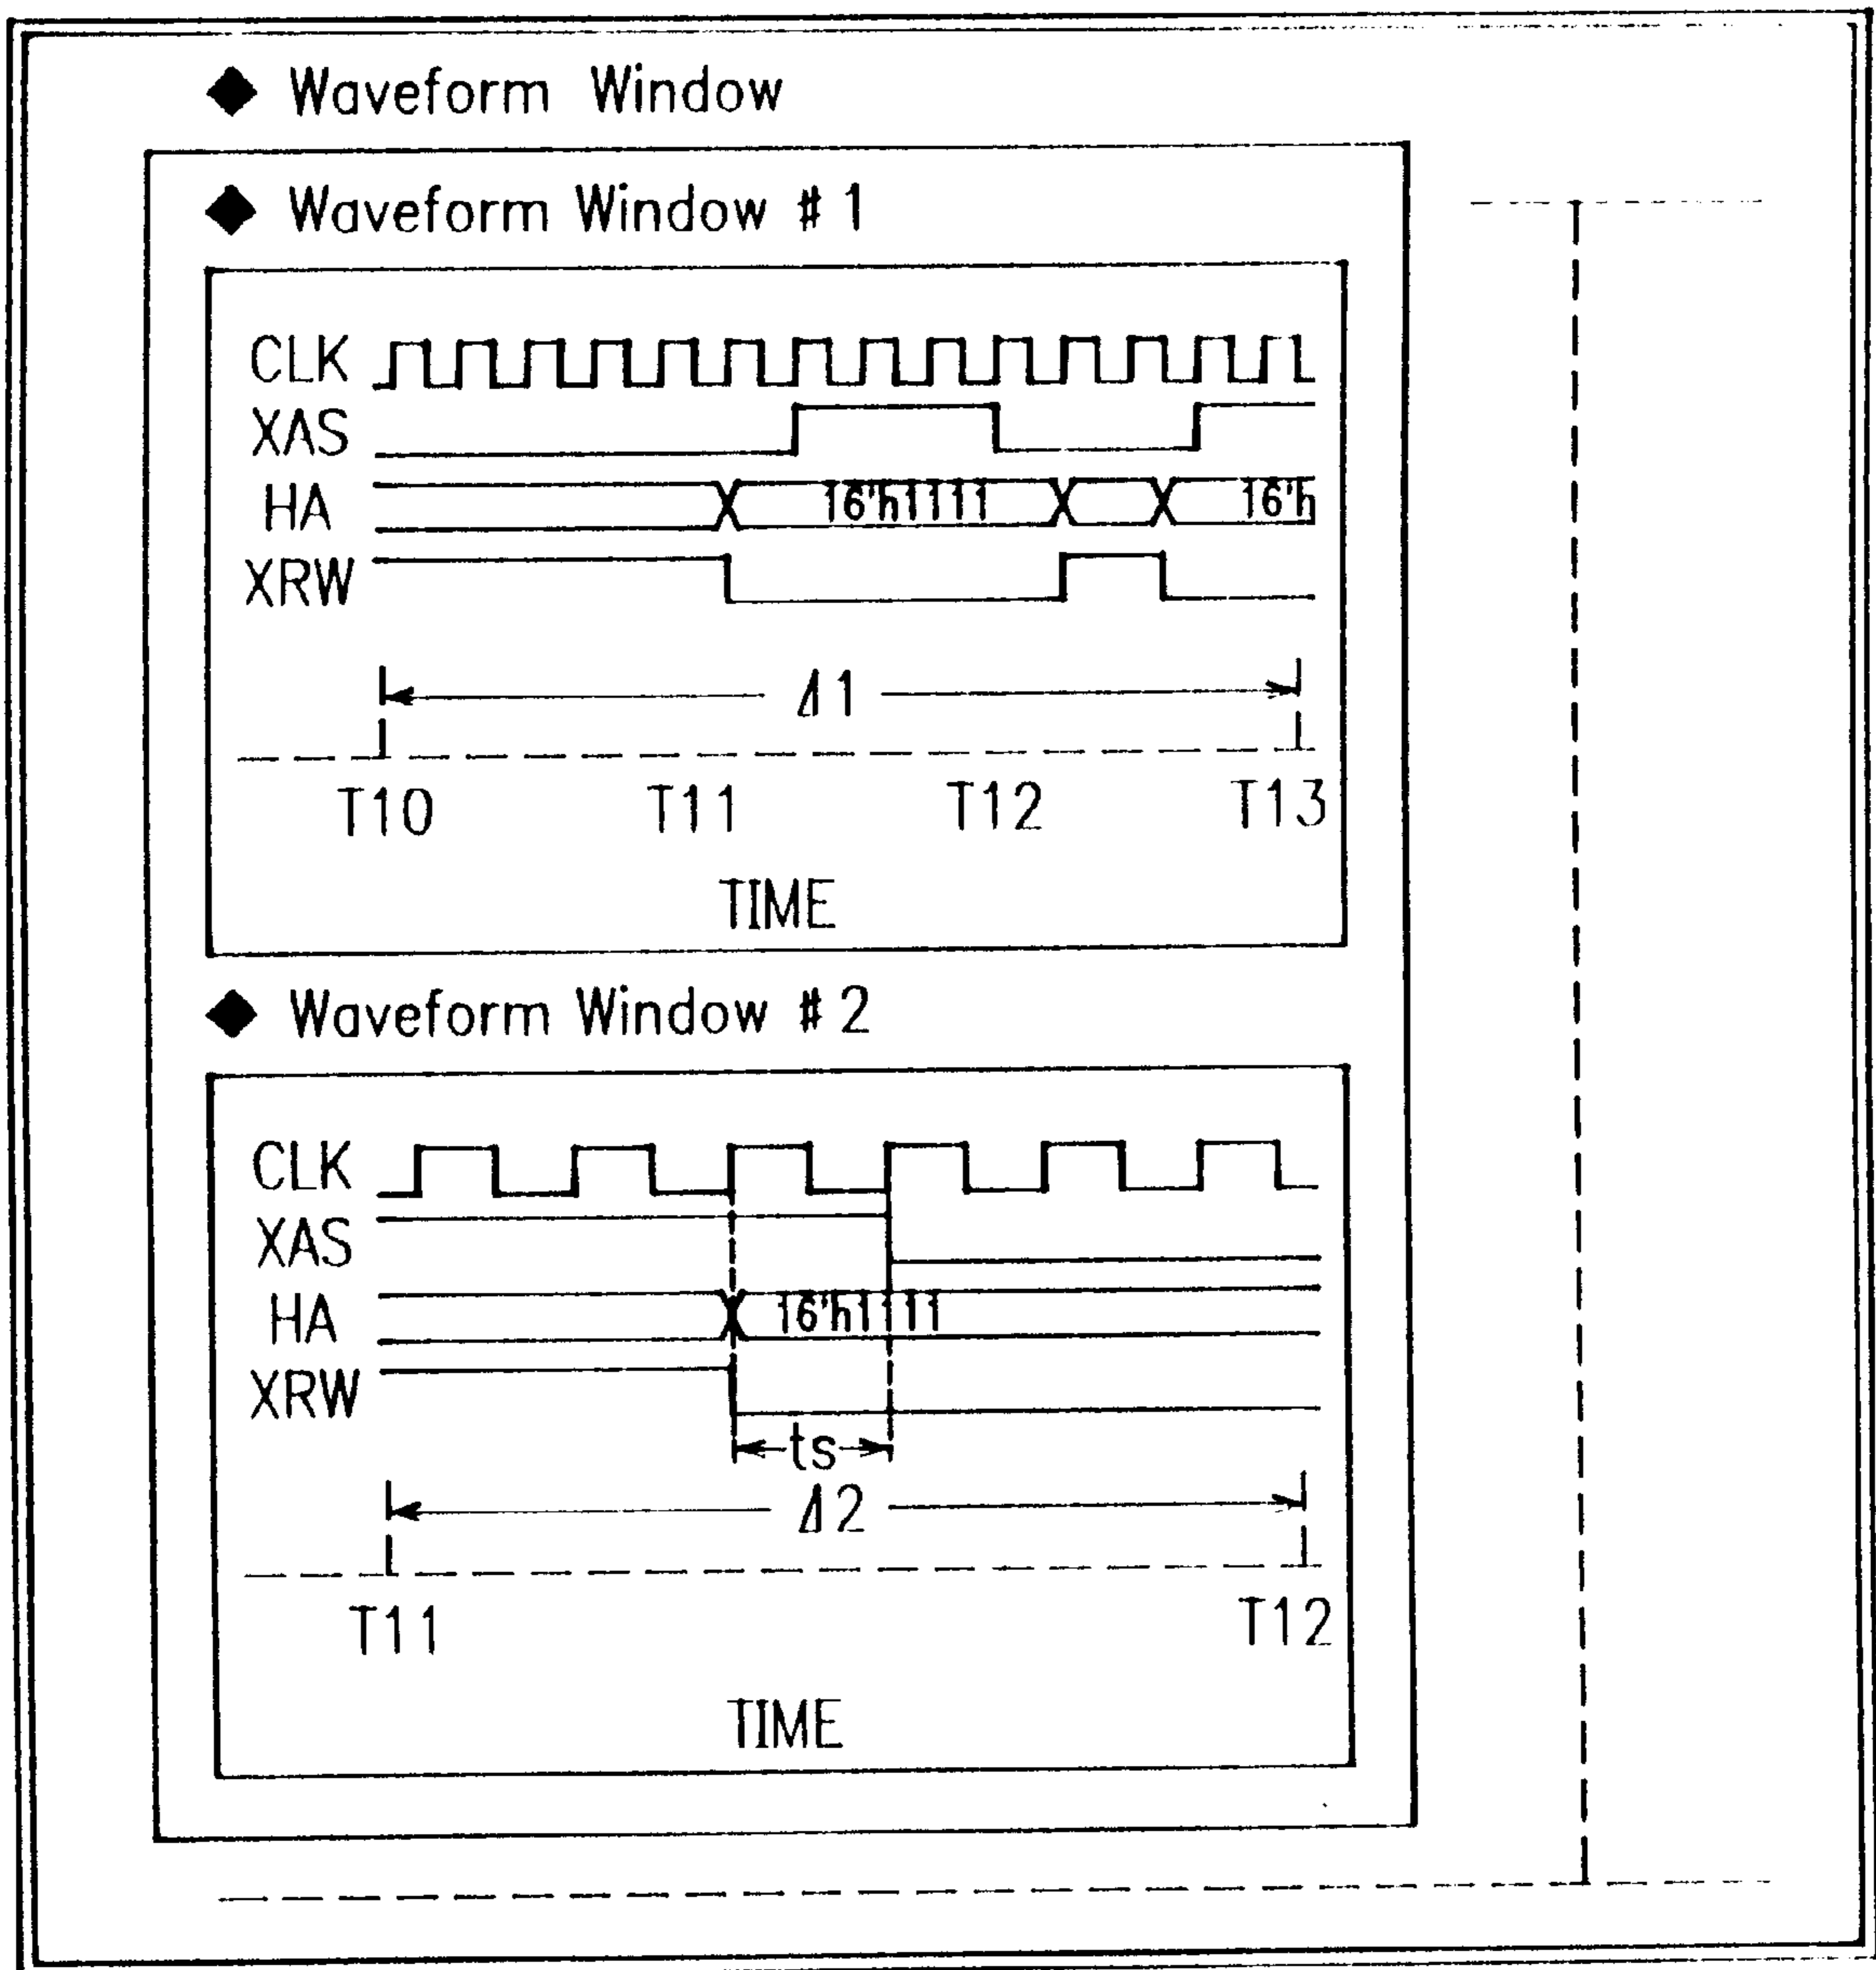 ◆ Waveform Window
◆ Waveform Window #1
CLK
XAS
HA 16'h1111 16'h
XRW
Δ1
T10 T11 T12 T13
TIME
◆ Waveform Window #2
CLK
XAS
HA 16'h1111
XRW
ts
Δ2
T11 T12
TIME